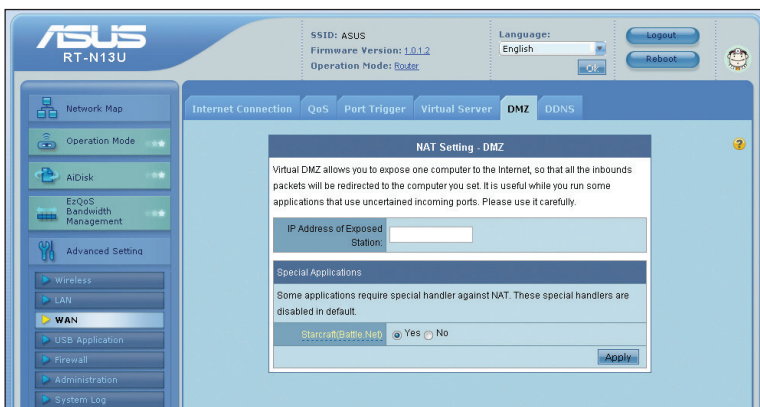 ASUS
RT-N13U
SSID: ASUS
Firmware Version: 1.0.1.2
Operation Mode: Router
Language:
English
OK
Logout
Reboot
Network Map
Operation Mode
AiDisk
EzQoS
Bandwidth
Management
Advanced Setting
Wireless
LAN
WAN
USB Application
Firewall
Administration
System Log
Internet Connection QoS Port Trigger Virtual Server DMZ DDNS
NAT Setting - DMZ
Virtual DMZ allows you to expose one computer to the Internet, so that all the inbounds
packets will be redirected to the computer you set. It is useful while you run some
applications that use uncertained incoming ports. Please use it carefully.
IP Address of Exposed
Station:
Special Applications
Some applications require special handler against NAT. These special handlers are
disabled in default.
Starcraft(Battle.Net) Yes No
Apply
?